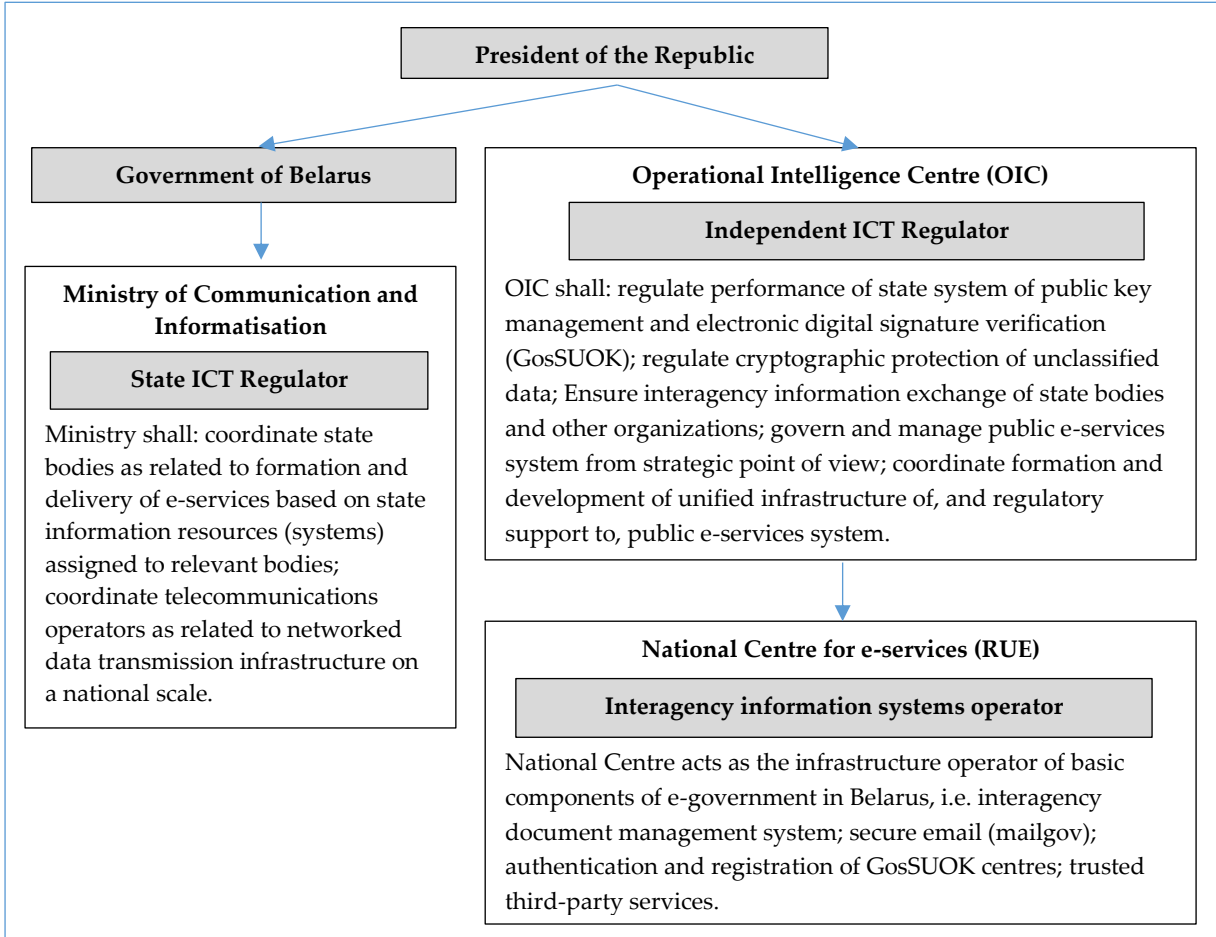 President of the Republic
Government of Belarus
Ministry of Communication and
Informatisation
State ICT Regulator
Ministry shall: coordinate state
bodies as related to formation and
delivery of e-services based on state
information resources (systems)
assigned to relevant bodies;
coordinate telecommunications
operators as related to networked
data transmission infrastructure on
a national scale.
Operational Intelligence Centre (OIC)
Independent ICT Regulator
OIC shall: regulate performance of state system of public key
management and electronic digital signature verification
(GosSUOK); regulate cryptographic protection of unclassified
data; Ensure interagency information exchange of state bodies
and other organizations; govern and manage public e-services
system from strategic point of view; coordinate formation and
development of unified infrastructure of, and regulatory
support to, public e-services system.
National Centre for e-services (RUE)
Interagency information systems operator
National Centre acts as the infrastructure operator of basic
components of e-government in Belarus, i.e. interagency
document management system; secure email (mailgov);
authentication and registration of GosSUOK centres; trusted
third-party services.